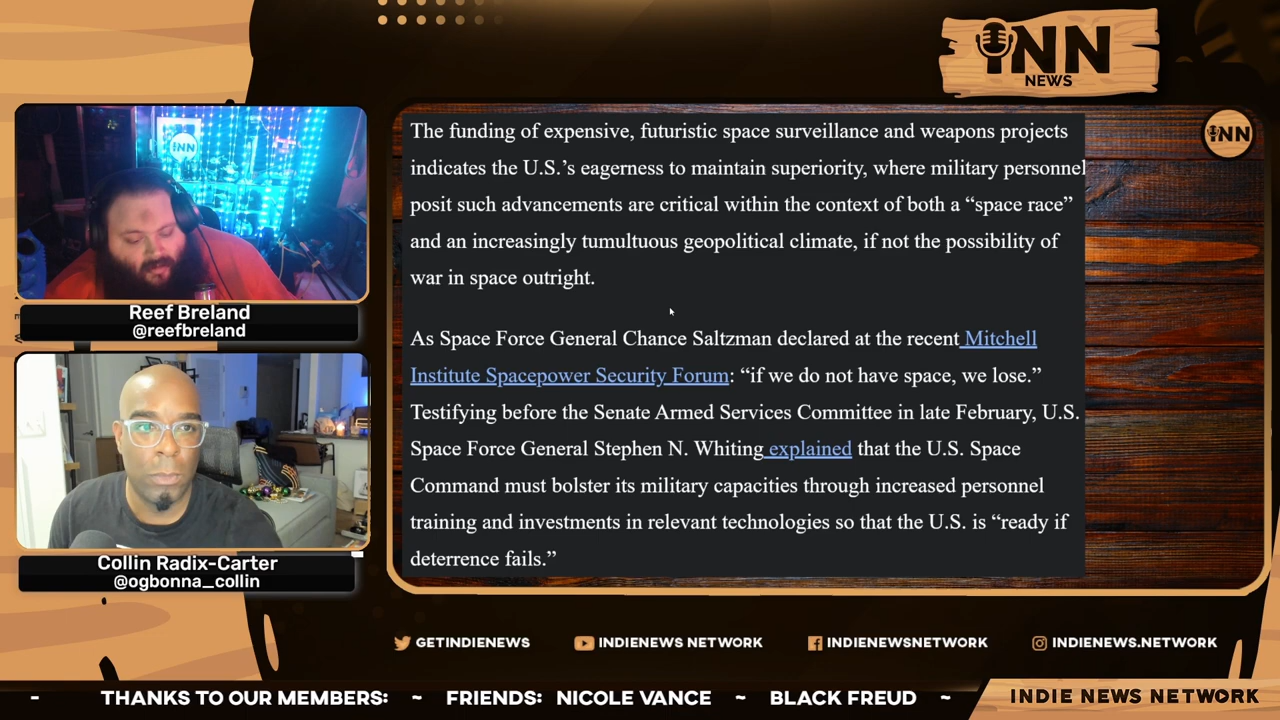 INN
NEWS
INN
The funding of expensive, futuristic space surveillance and weapons projects
indicates the U.S.’s eagerness to maintain superiority, where military personnel
posit such advancements are critical within the context of both a “space race”
and an increasingly tumultuous geopolitical climate, if not the possibility of
war in space outright.
As Space Force General Chance Saltzman declared at the recent Mitchell
Institute Spacepower Security Forum: “if we do not have space, we lose.”
Testifying before the Senate Armed Services Committee in late February, U.S.
Space Force General Stephen N. Whiting explained that the U.S. Space
Command must bolster its military capacities through increased personnel
training and investments in relevant technologies so that the U.S. is “ready if
deterrence fails.”
INN
Reef Breland
@reefbreland
Collin Radix-Carter
@ogbonna_collin
GETINDIENEWS
INDIENEWS NETWORK
INDIENEWSNETWORK
INDIENEWS.NETWORK
- THANKS TO OUR MEMBERS: ~ FRIENDS: NICOLE VANCE ~ BLACK FREUD ~
INDIE NEWS NETWORK